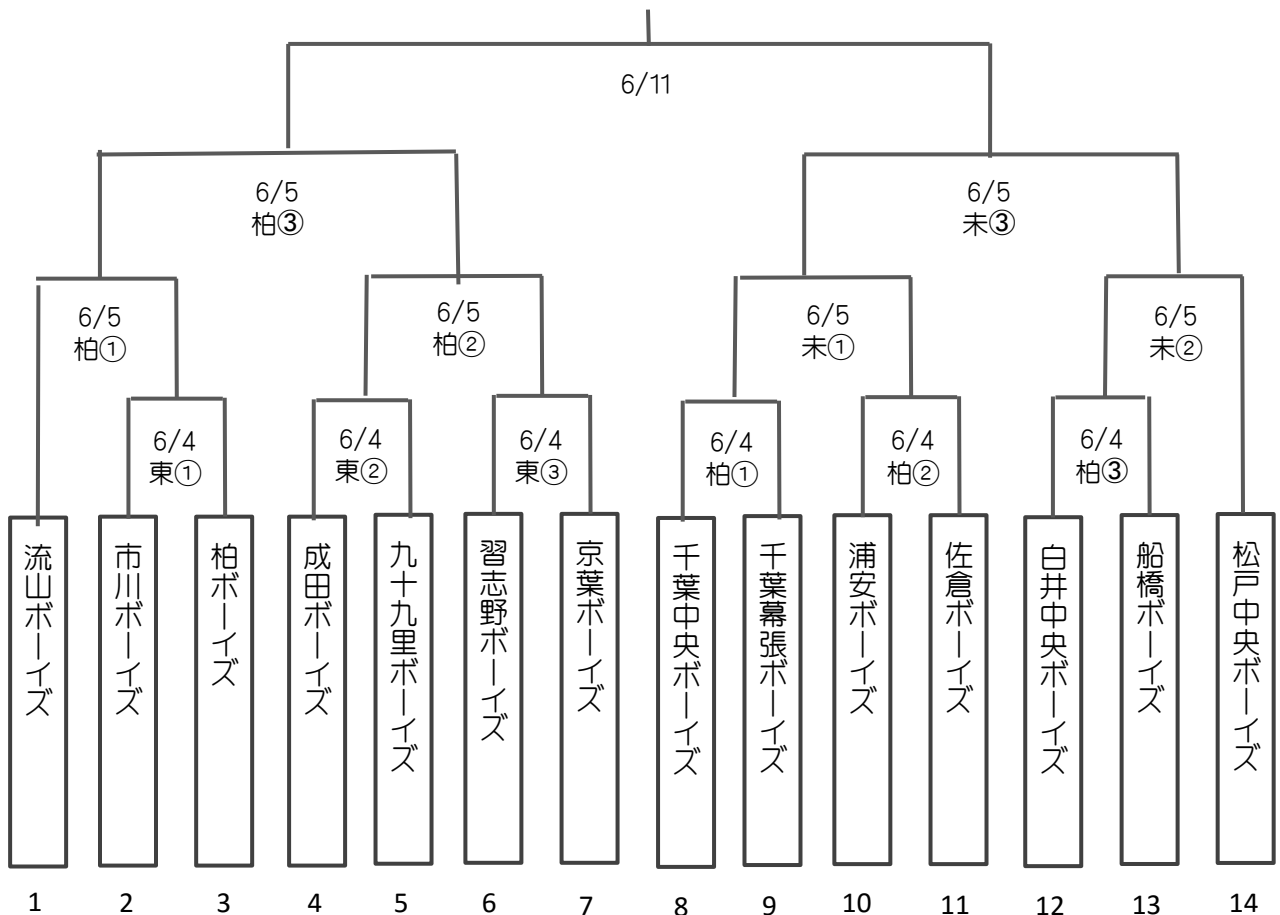 6/11
6/5
柏③
6/5
未③
6/5
柏①
6/5
柏②
6/5
未①
6/5
未②
6/4
東①
6/4
東②
6/4
東③
6/4
柏①
6/4
柏②
6/4
柏③
流山ボーイズ
市川ボーイズ
柏ボーイズ
成田ボーイズ
九十九里ボーイズ
習志野ボーイズ
京葉ボーイズ
千葉中央ボーイズ
千葉幕張ボーイズ
浦安ボーイズ
佐倉ボーイズ
白井中央ボーイズ
船橋ボーイズ
松戸中央ボーイズ
1 2 3 4 5 6 7 8 9 10 11 12 13 14